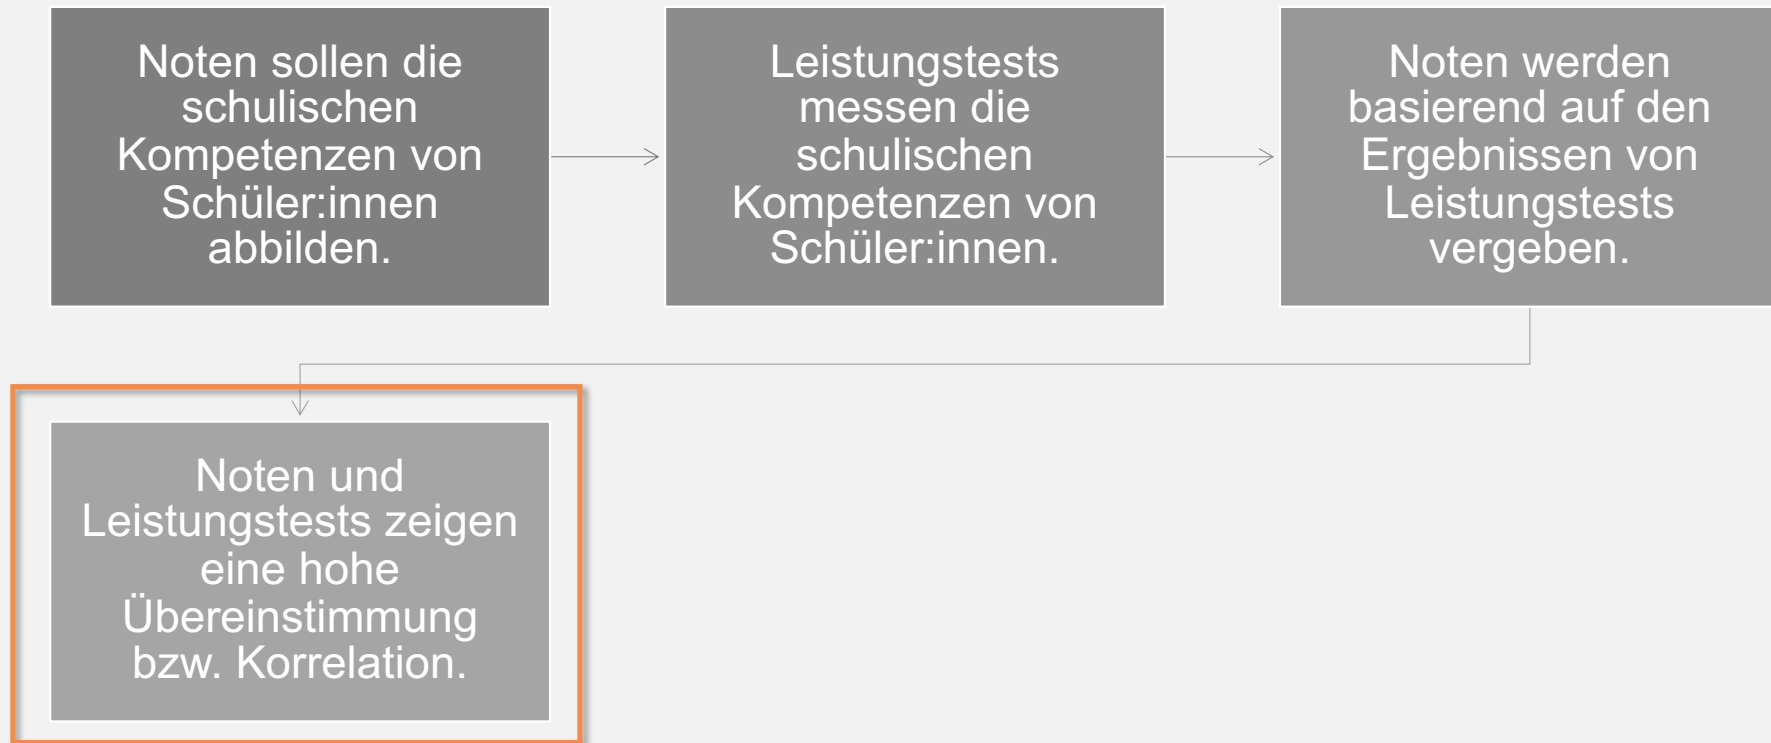 Noten sollen die
schulischen
Kompetenzen von
Schüler:innen
abbilden.
Leistungstests
messen die
schulischen
Kompetenzen von
Schüler:innen.
Noten werden
basierend auf den
Ergebnissen von
Leistungstests
vergeben.
Noten und
Leistungstests zeigen
eine hohe
Übereinstimmung
bzw. Korrelation.